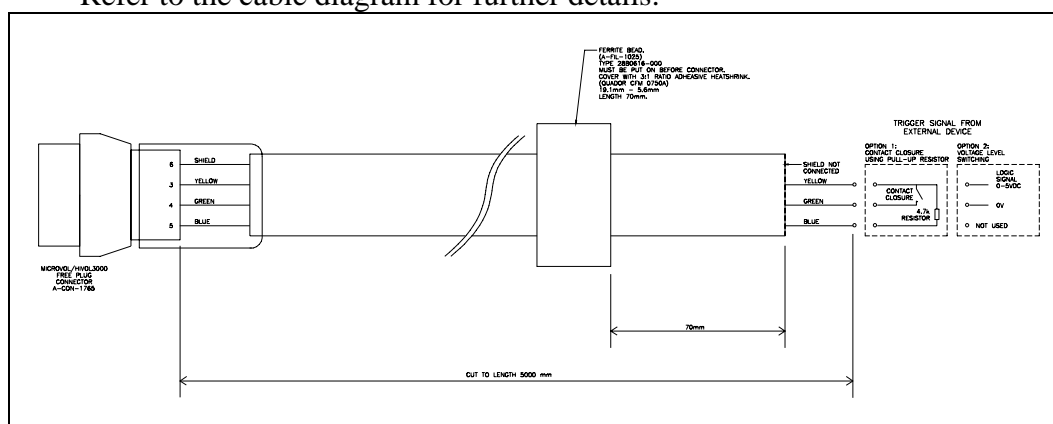 Refer to the cable diagram for further details:
FERRITE BEAD.
(A-FIL-1025)
TYPE 28B0616-000
MUST BE PUT ON BEFORE CONNECTOR.
COVER WITH 3:1 RATIO ADHEASIVE HEATSHRINK.
(QUADOR CFM 0750A)
19.1mm - 5.6mm
LENGTH 70mm.
TRIGGER SIGNAL FROM
EXTERNAL DEVICE
OPTION 1:
CONTACT CLOSURE
USING PULL-UP RESISTOR
OPTION 2:
VOLTAGE LEVEL
SWITCHING
6 SHIELD
3 YELLOW
4 GREEN
5 BLUE
SHIELD NOT
CONNECTED
YELLOW
GREEN
BLUE
CONTACT
CLOSURE
4.7k
RESISTOR
LOGIC
SIGNAL
0-5VDC
0V
NOT USED
MICROVOL/HIVOL3000
FREE PLUG
CONNECTOR
A-CON-1765
70mm
CUT TO LENGTH 5000 mm